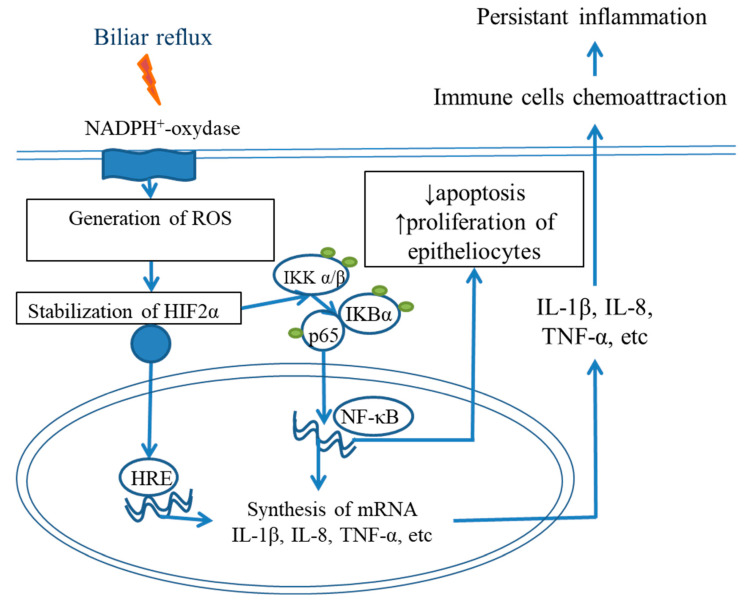 Persistant inflammation
Biliar reflux
Immune cells chemoattraction
NADPH⁺-oxydase
↓apoptosis
↑proliferation of
epitheliocytes
Generation of ROS
IKK α/β
Stabilization of HIF2α
IKBα
p65
IL-1β, IL-8,
TNF-α, etc
NF-κB
HRE
Synthesis of mRNA
IL-1β, IL-8, TNF-α, etc